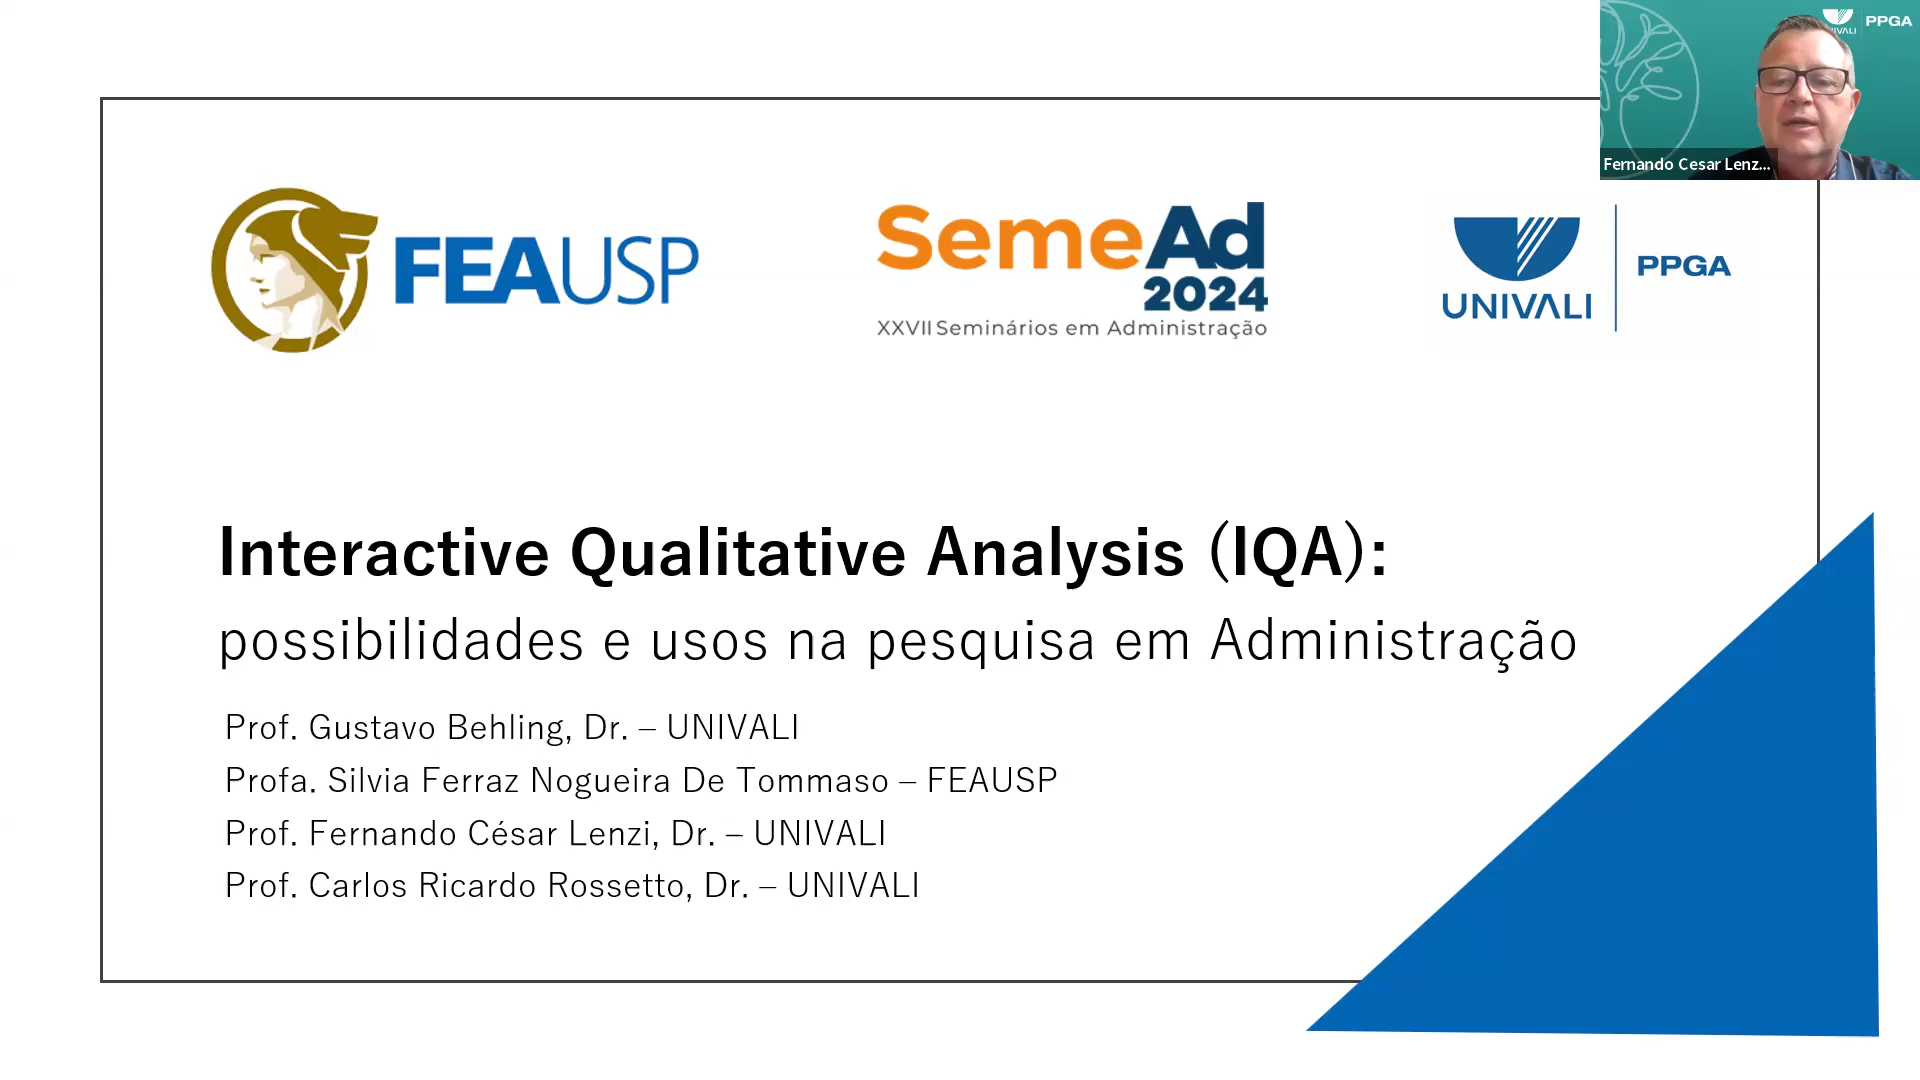 UNIVALI PPGA
Fernando Cesar Lenz...
FEAUSP
SemeAd
2024
XXVII Seminários em Administração
UNIVALI
PPGA
Interactive Qualitative Analysis (IQA):
possibilidades e usos na pesquisa em Administração
Prof. Gustavo Behling, Dr. – UNIVALI
Profa. Silvia Ferraz Nogueira De Tommaso – FEAUSP
Prof. Fernando César Lenzi, Dr. – UNIVALI
Prof. Carlos Ricardo Rossetto, Dr. – UNIVALI